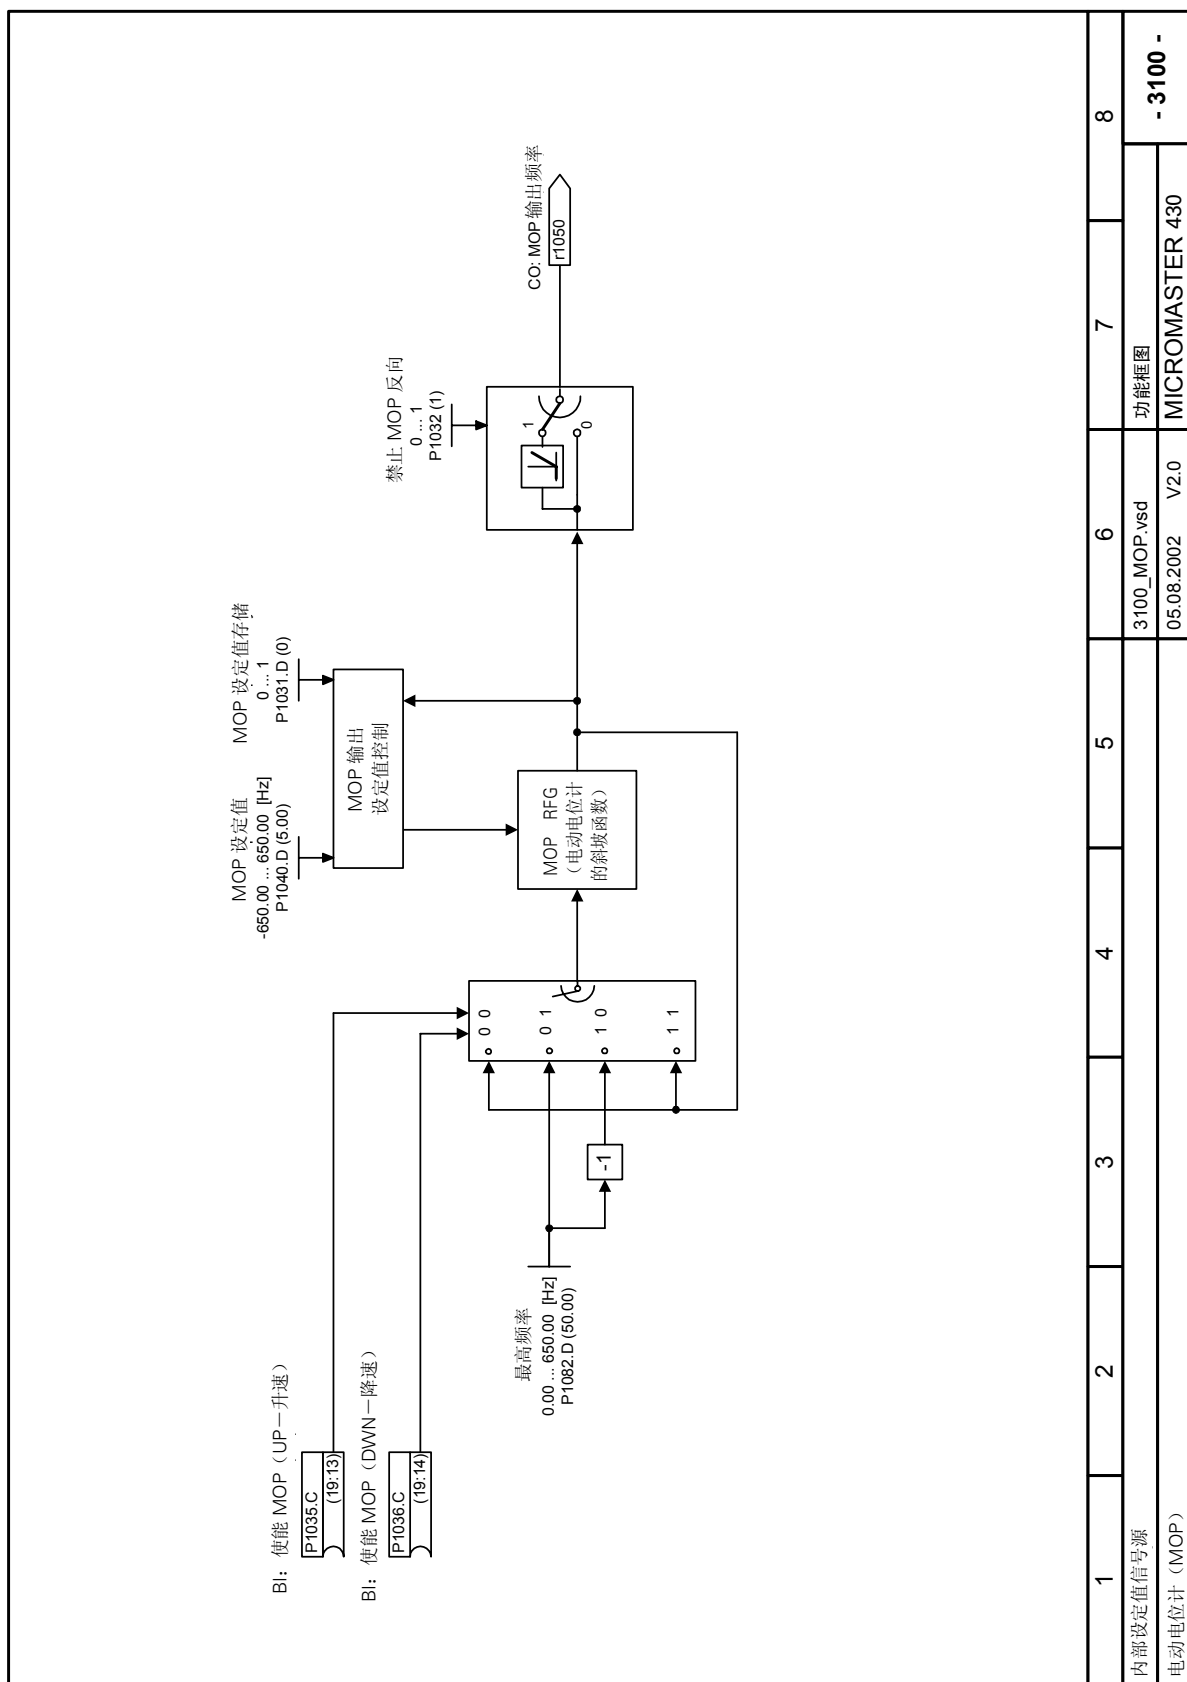 BI: 使能 MOP（UP－升速）
P1035.C
(19:13)
BI: 使能 MOP（DWN－降速）
P1036.C
(19:14)
最高频率
0.00 ... 650.00 [Hz]
P1082.D (50.00)
-1
0 0
0 1
1 0
1 1
MOP 设定值
-650.00 ... 650.00 [Hz]
P1040.D (5.00)
MOP 设定值存储
0 ... 1
P1031.D (0)
MOP 输出
设定值控制
MOP RFG
（电动电位计
的斜坡函数）
禁止 MOP 反向
0 ... 1
P1032 (1)
1
0
CO: MOP 输出频率
r1050
1 2 3 4 5 6 7 8
内部设定值信号源 3100_MOP.vsd 功能框图 - 3100 -
电动电位计（MOP） 05.08.2002 V2.0 MICROMASTER 430